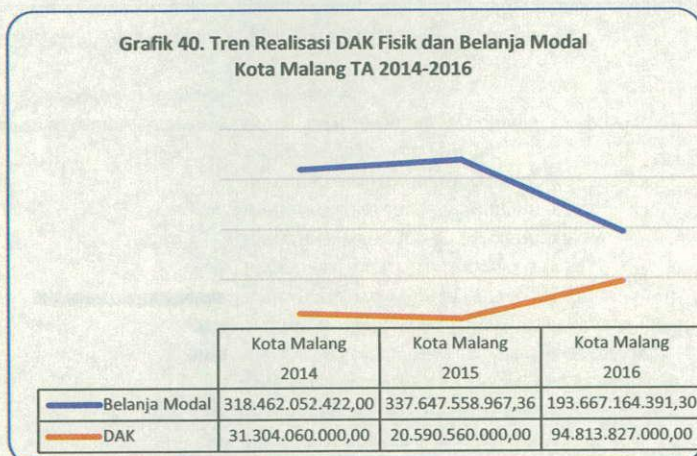 Grafik 40. Tren Realisasi DAK Fisik dan Belanja Modal
Kota Malang TA 2014-2016
Kota Malang 2014 Kota Malang 2015 Kota Malang 2016
Belanja Modal 318.462.052.422,00 337.647.558.967,36 193.667.164.391,30
DAK 31.304.060.000,00 20.590.560.000,00 94.813.827.000,00